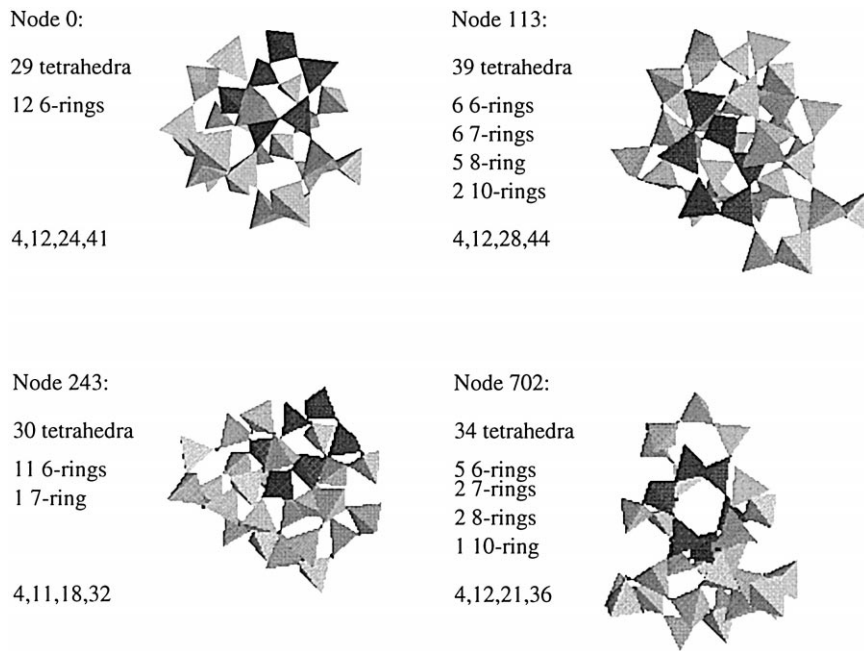 Node 0:
29 tetrahedra
12 6-rings
4,12,24,41
Node 113:
39 tetrahedra
6 6-rings
6 7-rings
5 8-ring
2 10-rings
4,12,28,44
Node 243:
30 tetrahedra
11 6-rings
1 7-ring
4,11,18,32
Node 702:
34 tetrahedra
5 6-rings
2 7-rings
2 8-rings
1 10-ring
4,12,21,36